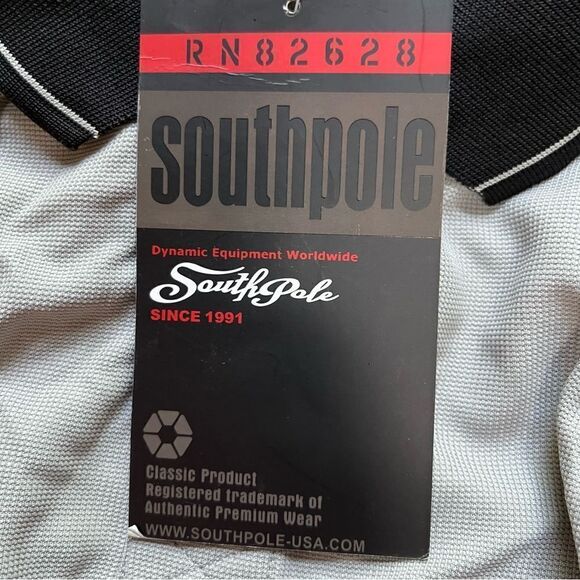 RN82628
southpole
Dynamic Equipment Worldwide
SouthPole
SINCE 1991
Classic Product
Registered trademark of
Authentic Premium Wear
WWW.SOUTHPOLE-USA.COM